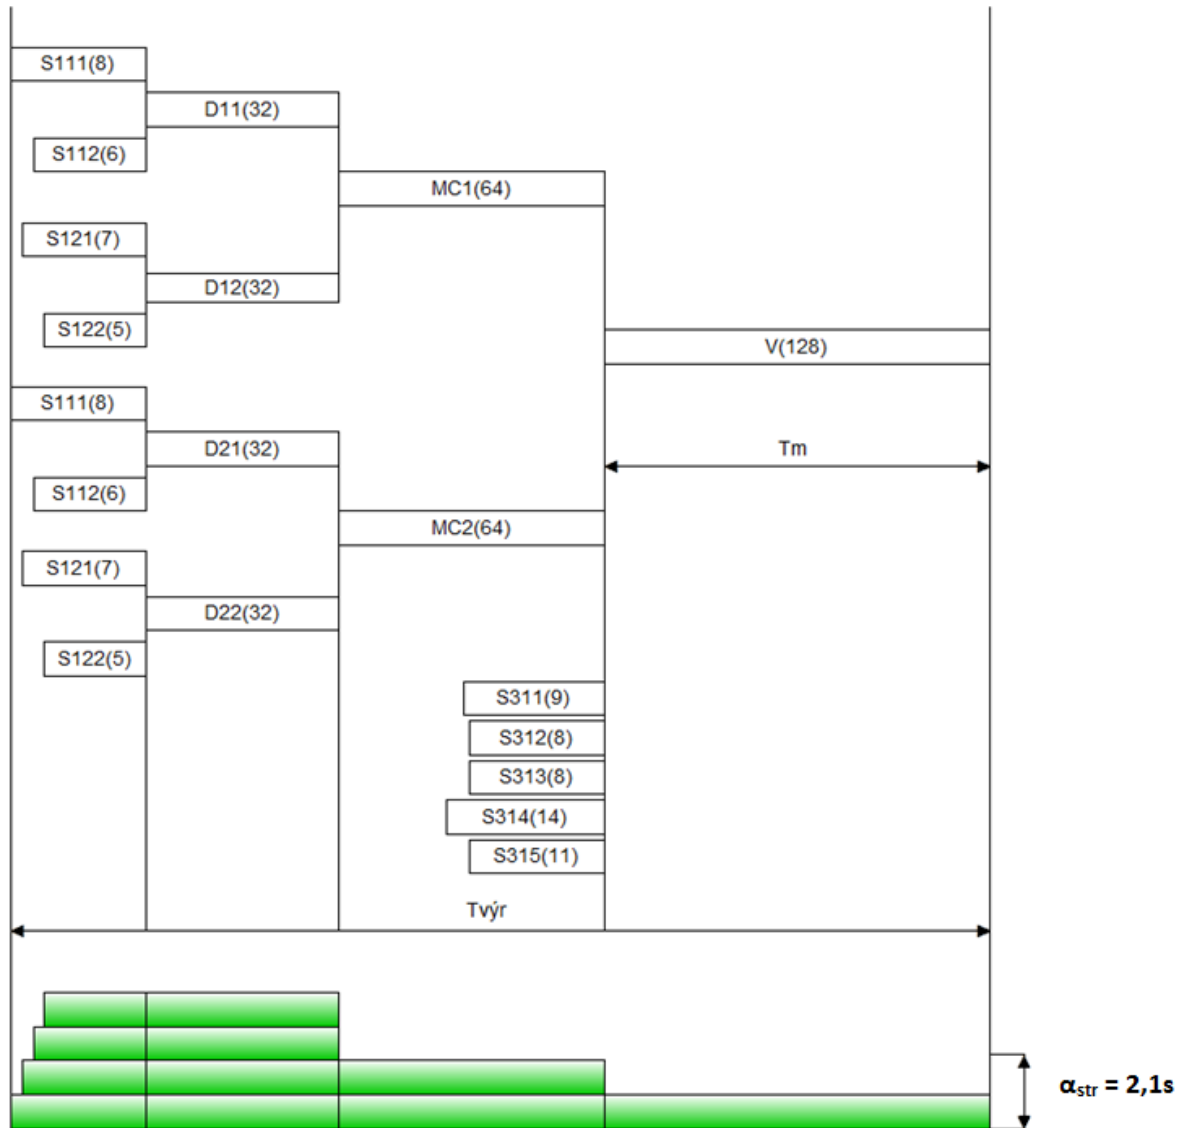 S111(8)
D11(32)
S112(6)
MC1(64)
S121(7)
D12(32)
S122(5)
V(128)
S111(8)
D21(32)
Tm
S112(6)
MC2(64)
S121(7)
D22(32)
S122(5)
S311(9)
S312(8)
S313(8)
S314(14)
S315(11)
Tvýr
αstr = 2,1s